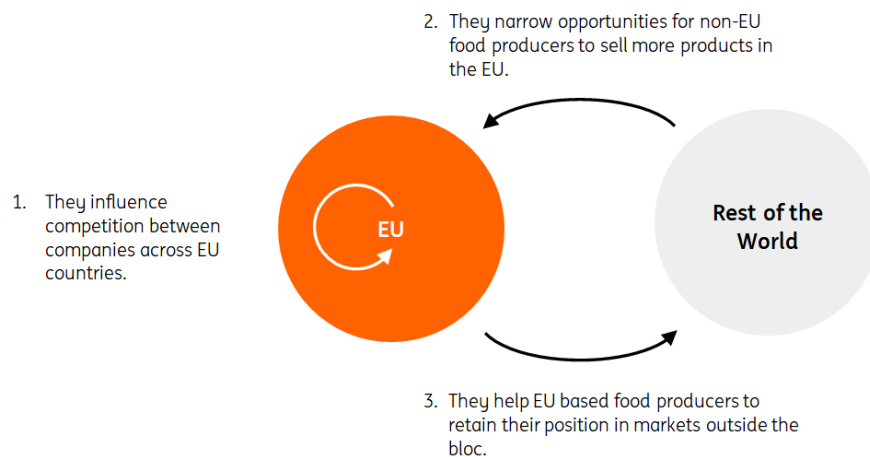 2. They narrow opportunities for non-EU
food producers to sell more products in
the EU.
1. They influence
competition between
companies across EU
countries.
EU
Rest of the
World
3. They help EU based food producers to
retain their position in markets outside the
bloc.